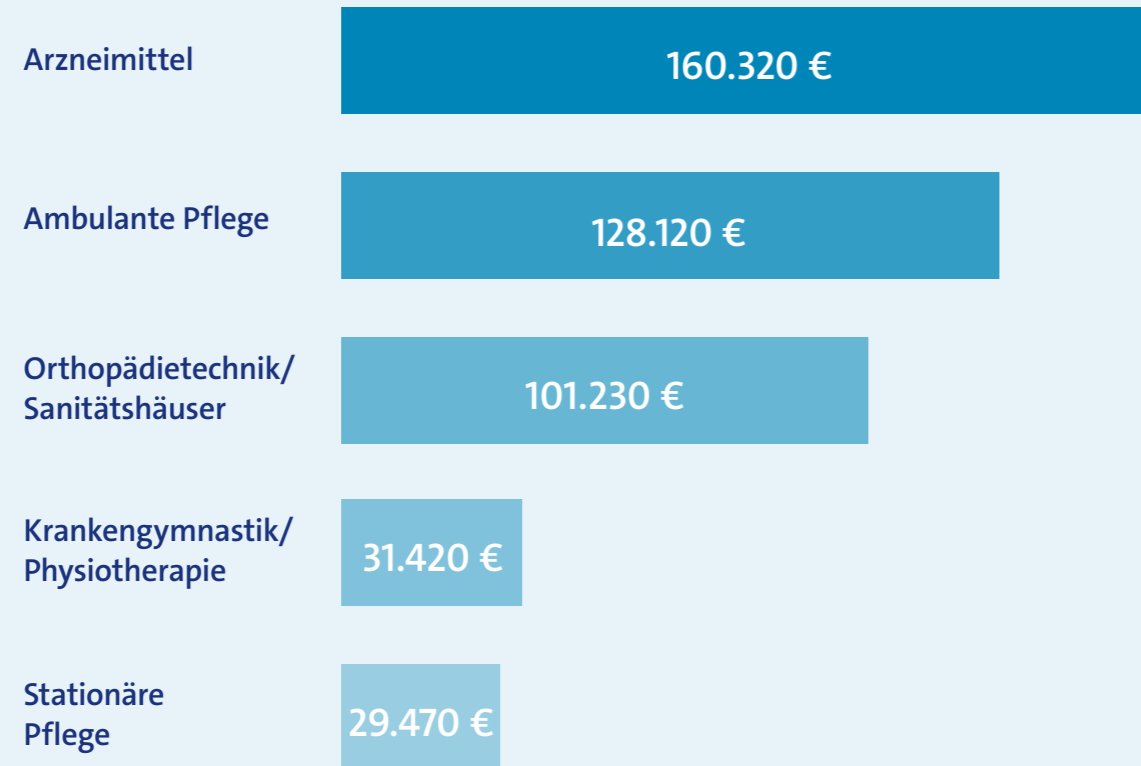 Arzneimittel
160.320 €
Ambulante Pflege
128.120 €
Orthopädietechnik/
Sanitätshäuser
101.230 €
Krankengymnastik/
Physiotherapie
31.420 €
Stationäre
Pflege
29.470 €